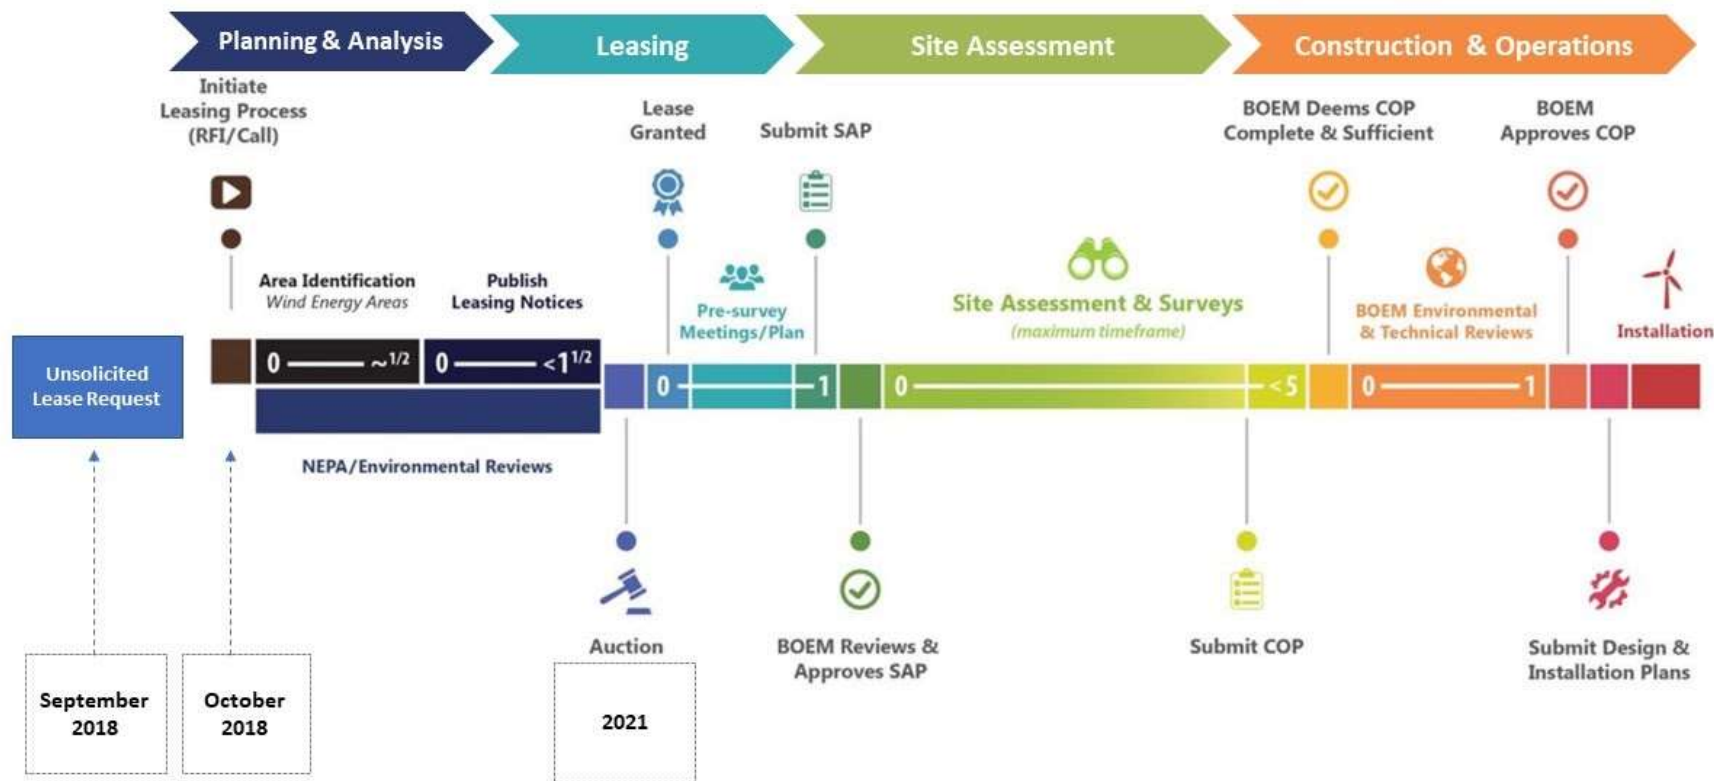 Planning & Analysis
Leasing
Site Assessment
Construction & Operations
Initiate
Leasing Process
(RFI/Call)
Lease
Granted
Submit SAP
BOEM Deems COP
Complete & Sufficient
BOEM
Approves COP
Area Identification
Wind Energy Areas
Publish
Leasing Notices
Pre-survey
Meetings/Plan
Site Assessment & Surveys
(maximum timeframe)
BOEM Environmental
& Technical Reviews
Installation
Unsolicited
Lease Request
0 ~1/2
0 <1 1/2
0 1
0 <5
0 1
NEPA/Environmental Reviews
Auction
BOEM Reviews &
Approves SAP
Submit COP
Submit Design &
Installation Plans
September
2018
October
2018
2021